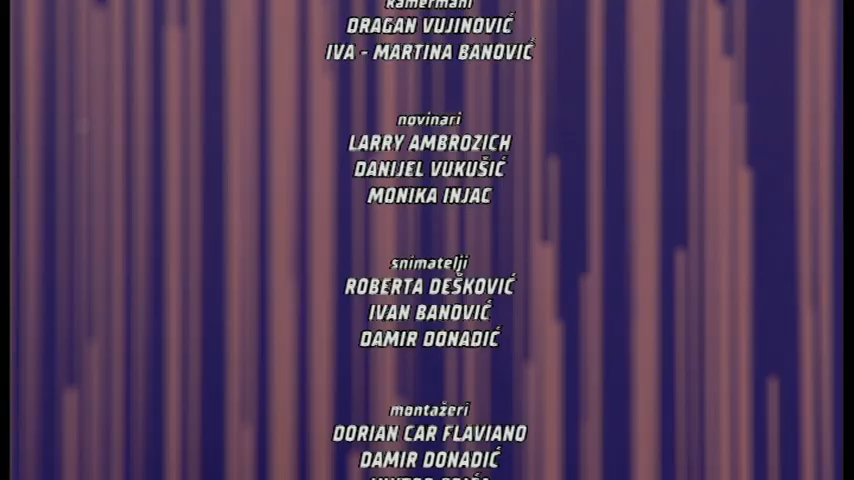 kamermani
DRAGAN VUJINOVIĆ
IVA - MARTINA BANOVIĆ
novinari
LARRY AMBROZICH
DANIJEL VUKUŠIĆ
MONIKA INJAC
snimatelji
ROBERTA DEŠKOVIĆ
IVAN BANOVIĆ
DAMIR DONADIĆ
montažeri
DORIAN CAR FLAVIANO
DAMIR DONADIĆ